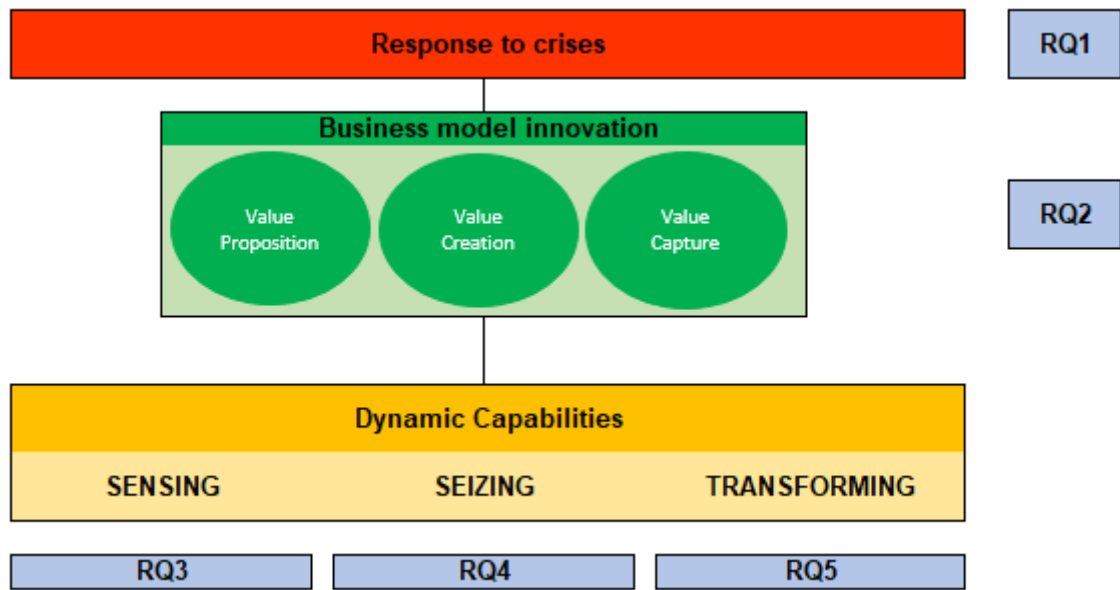 Response to crises
RQ1
Business model innovation
Value
Proposition
Value
Creation
Value
Capture
RQ2
Dynamic Capabilities
SENSING
SEIZING
TRANSFORMING
RQ3
RQ4
RQ5